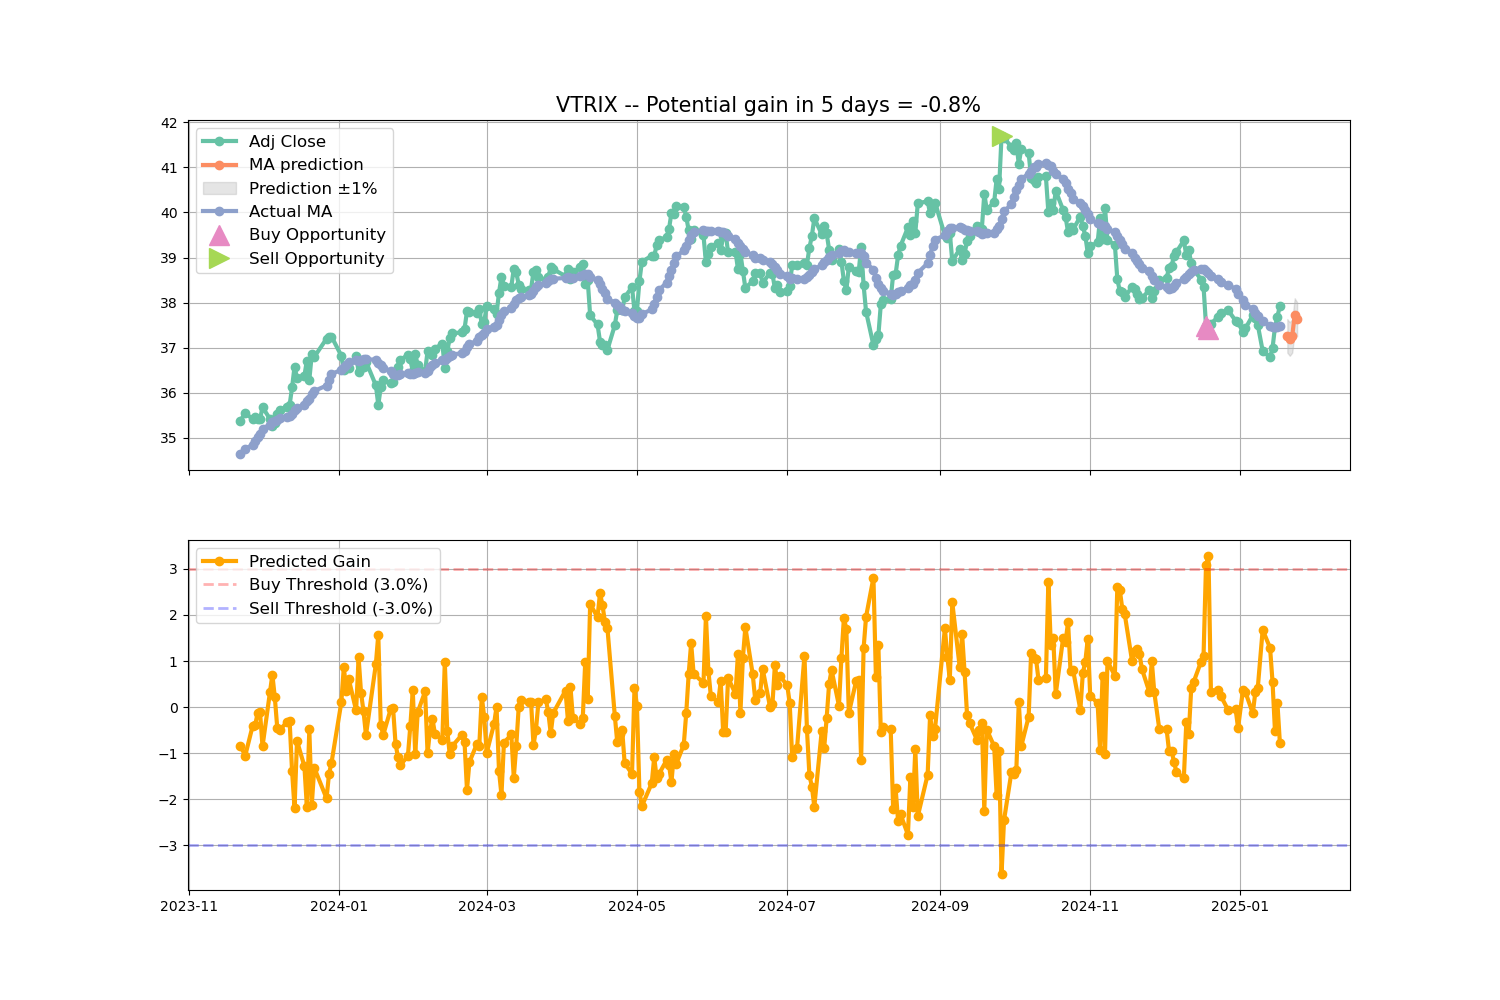 VTRIX -- Potential gain in 5 days = -0.8%
42
41
40
39
38
37
36
35
Adj Close
MA prediction
Prediction ±1%
Actual MA
Buy Opportunity
Sell Opportunity
3
2
1
0
−1
−2
−3
Predicted Gain
Buy Threshold (3.0%)
Sell Threshold (-3.0%)
2023-11
2024-01
2024-03
2024-05
2024-07
2024-09
2024-11
2025-01